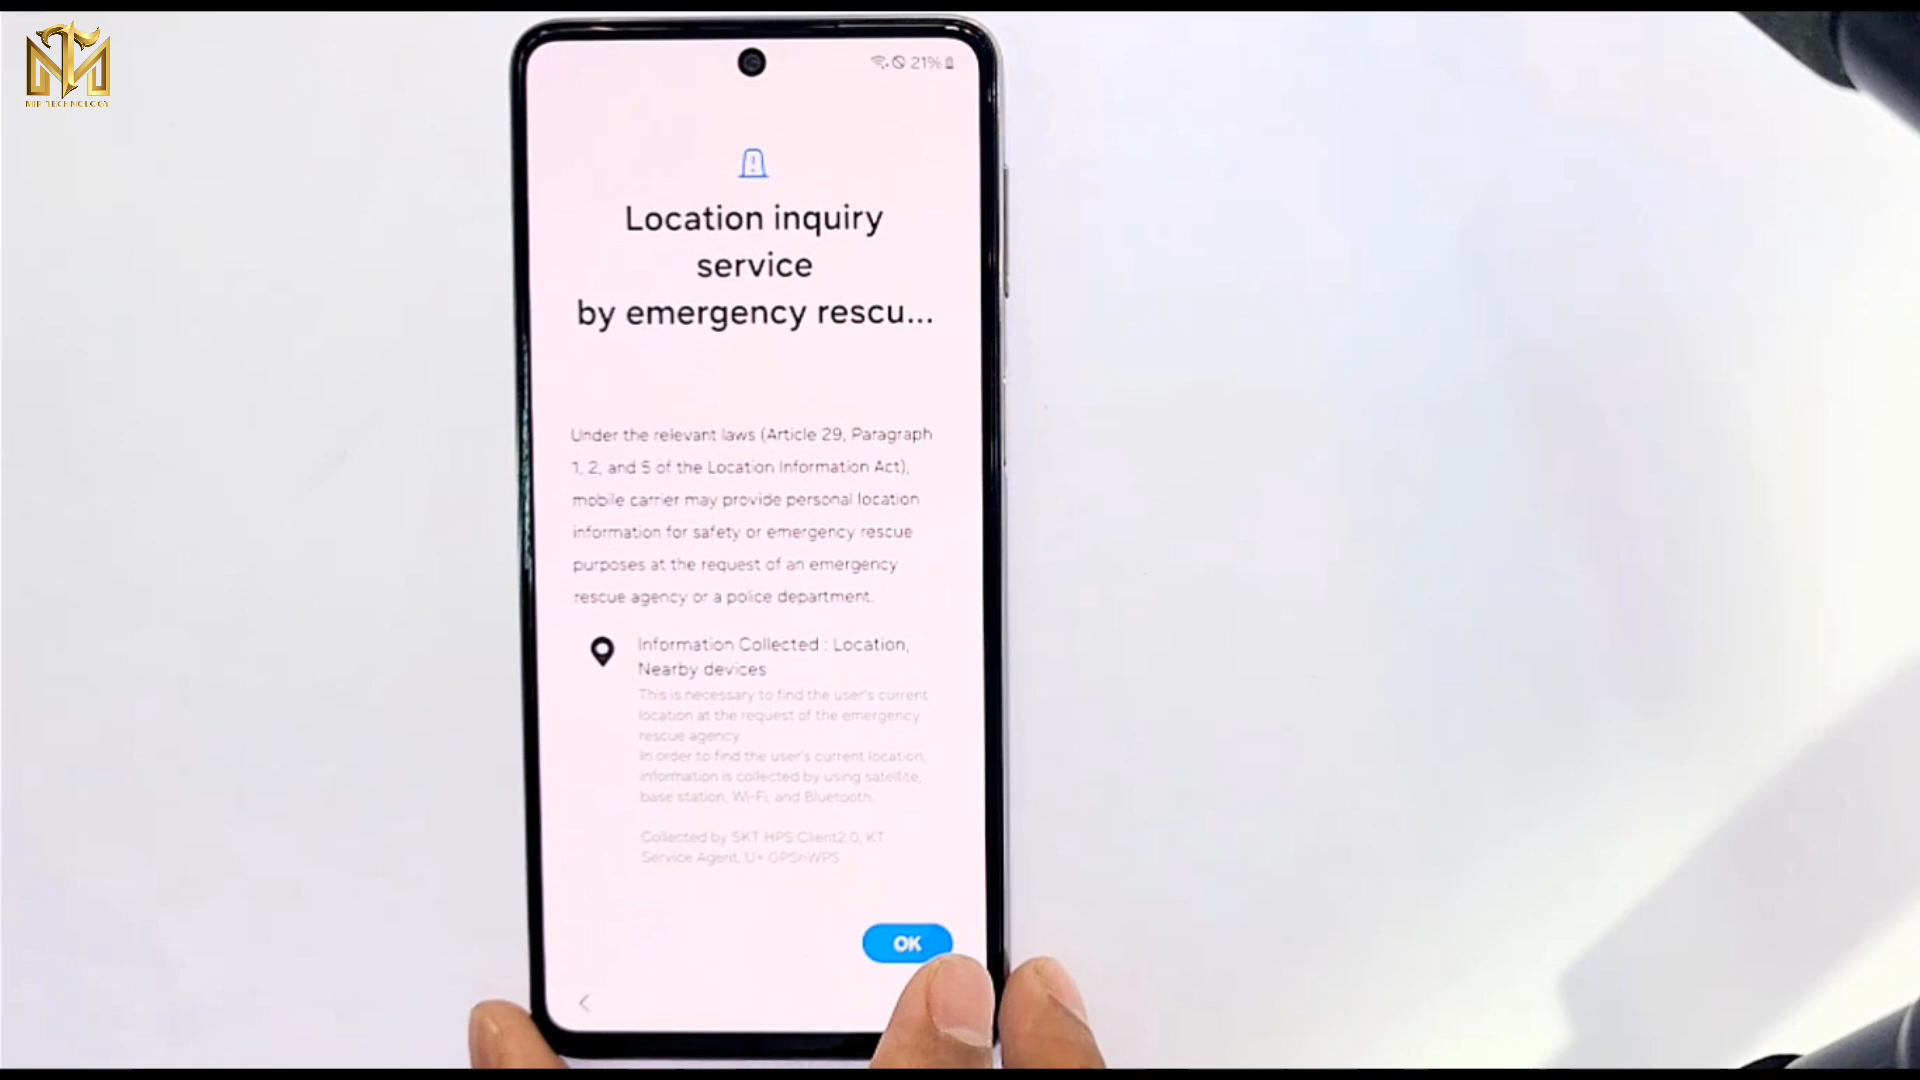 MIR TECHNOLOGY
21%
Location inquiry
service
by emergency rescu...
Under the relevant laws (Article 29, Paragraph
1, 2, and 5 of the Location Information Act),
mobile carrier may provide personal location
information for safety or emergency rescue
purposes at the request of an emergency
rescue agency or a police department.
Information Collected : Location,
Nearby devices
This is necessary to find the user's current
location at the request of the emergency
rescue agency.
In order to find the user's current location,
information is collected by using satellite,
base station, Wi-Fi, and Bluetooth.
Collected by SKT HPS Client2.0, KT
Service Agent, U+ GPSnWPS
OK